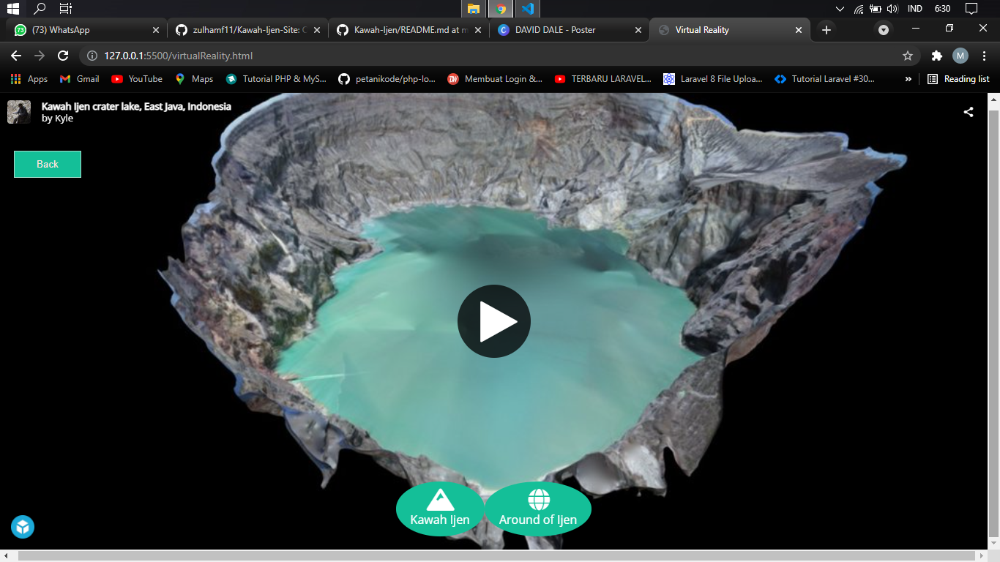 IND 6:30
73 (73) WhatsApp
zulhamf11/Kawah-Ijen-Site: C
Kawah-Ijen/README.md at m
C DAVID DALE - Poster
Virtual Reality
127.0.0.1:5500/virtualReality.html
M
Apps
Gmail
YouTube
Maps
Tutorial PHP & MyS...
petanikode/php-lo...
Membuat Login &...
TERBARU LARAVEL...
Laravel 8 File Uploa...
Tutorial Laravel #30...
»
Reading list
Kawah Ijen crater lake, East Java, Indonesia
by Kyle
Back
Kawah Ijen
Around of Ijen